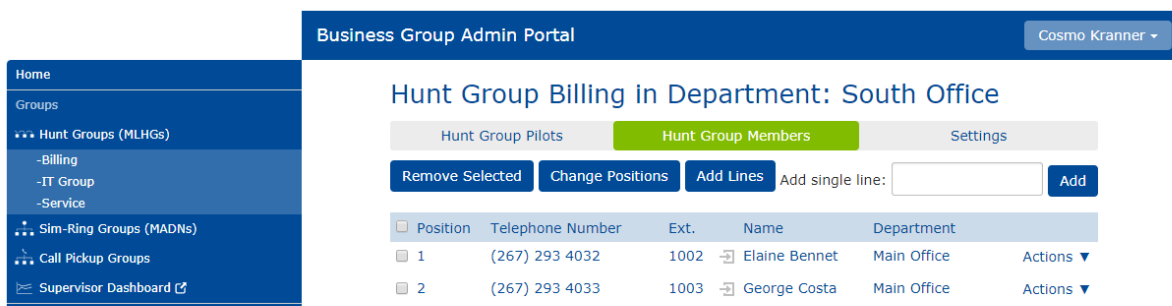 Business Group Admin Portal
Cosmo Kranner
Home
Groups
Hunt Groups (MLHGs)
-Billing
-IT Group
-Service
Sim-Ring Groups (MADNs)
Call Pickup Groups
Supervisor Dashboard
Hunt Group Billing in Department: South Office
Hunt Group Pilots Hunt Group Members Settings
Remove Selected Change Positions Add Lines Add single line: Add
Position Telephone Number Ext. Name Department
1 (267) 293 4032 1002 Elaine Bennet Main Office Actions ▼
2 (267) 293 4033 1003 George Costa Main Office Actions ▼